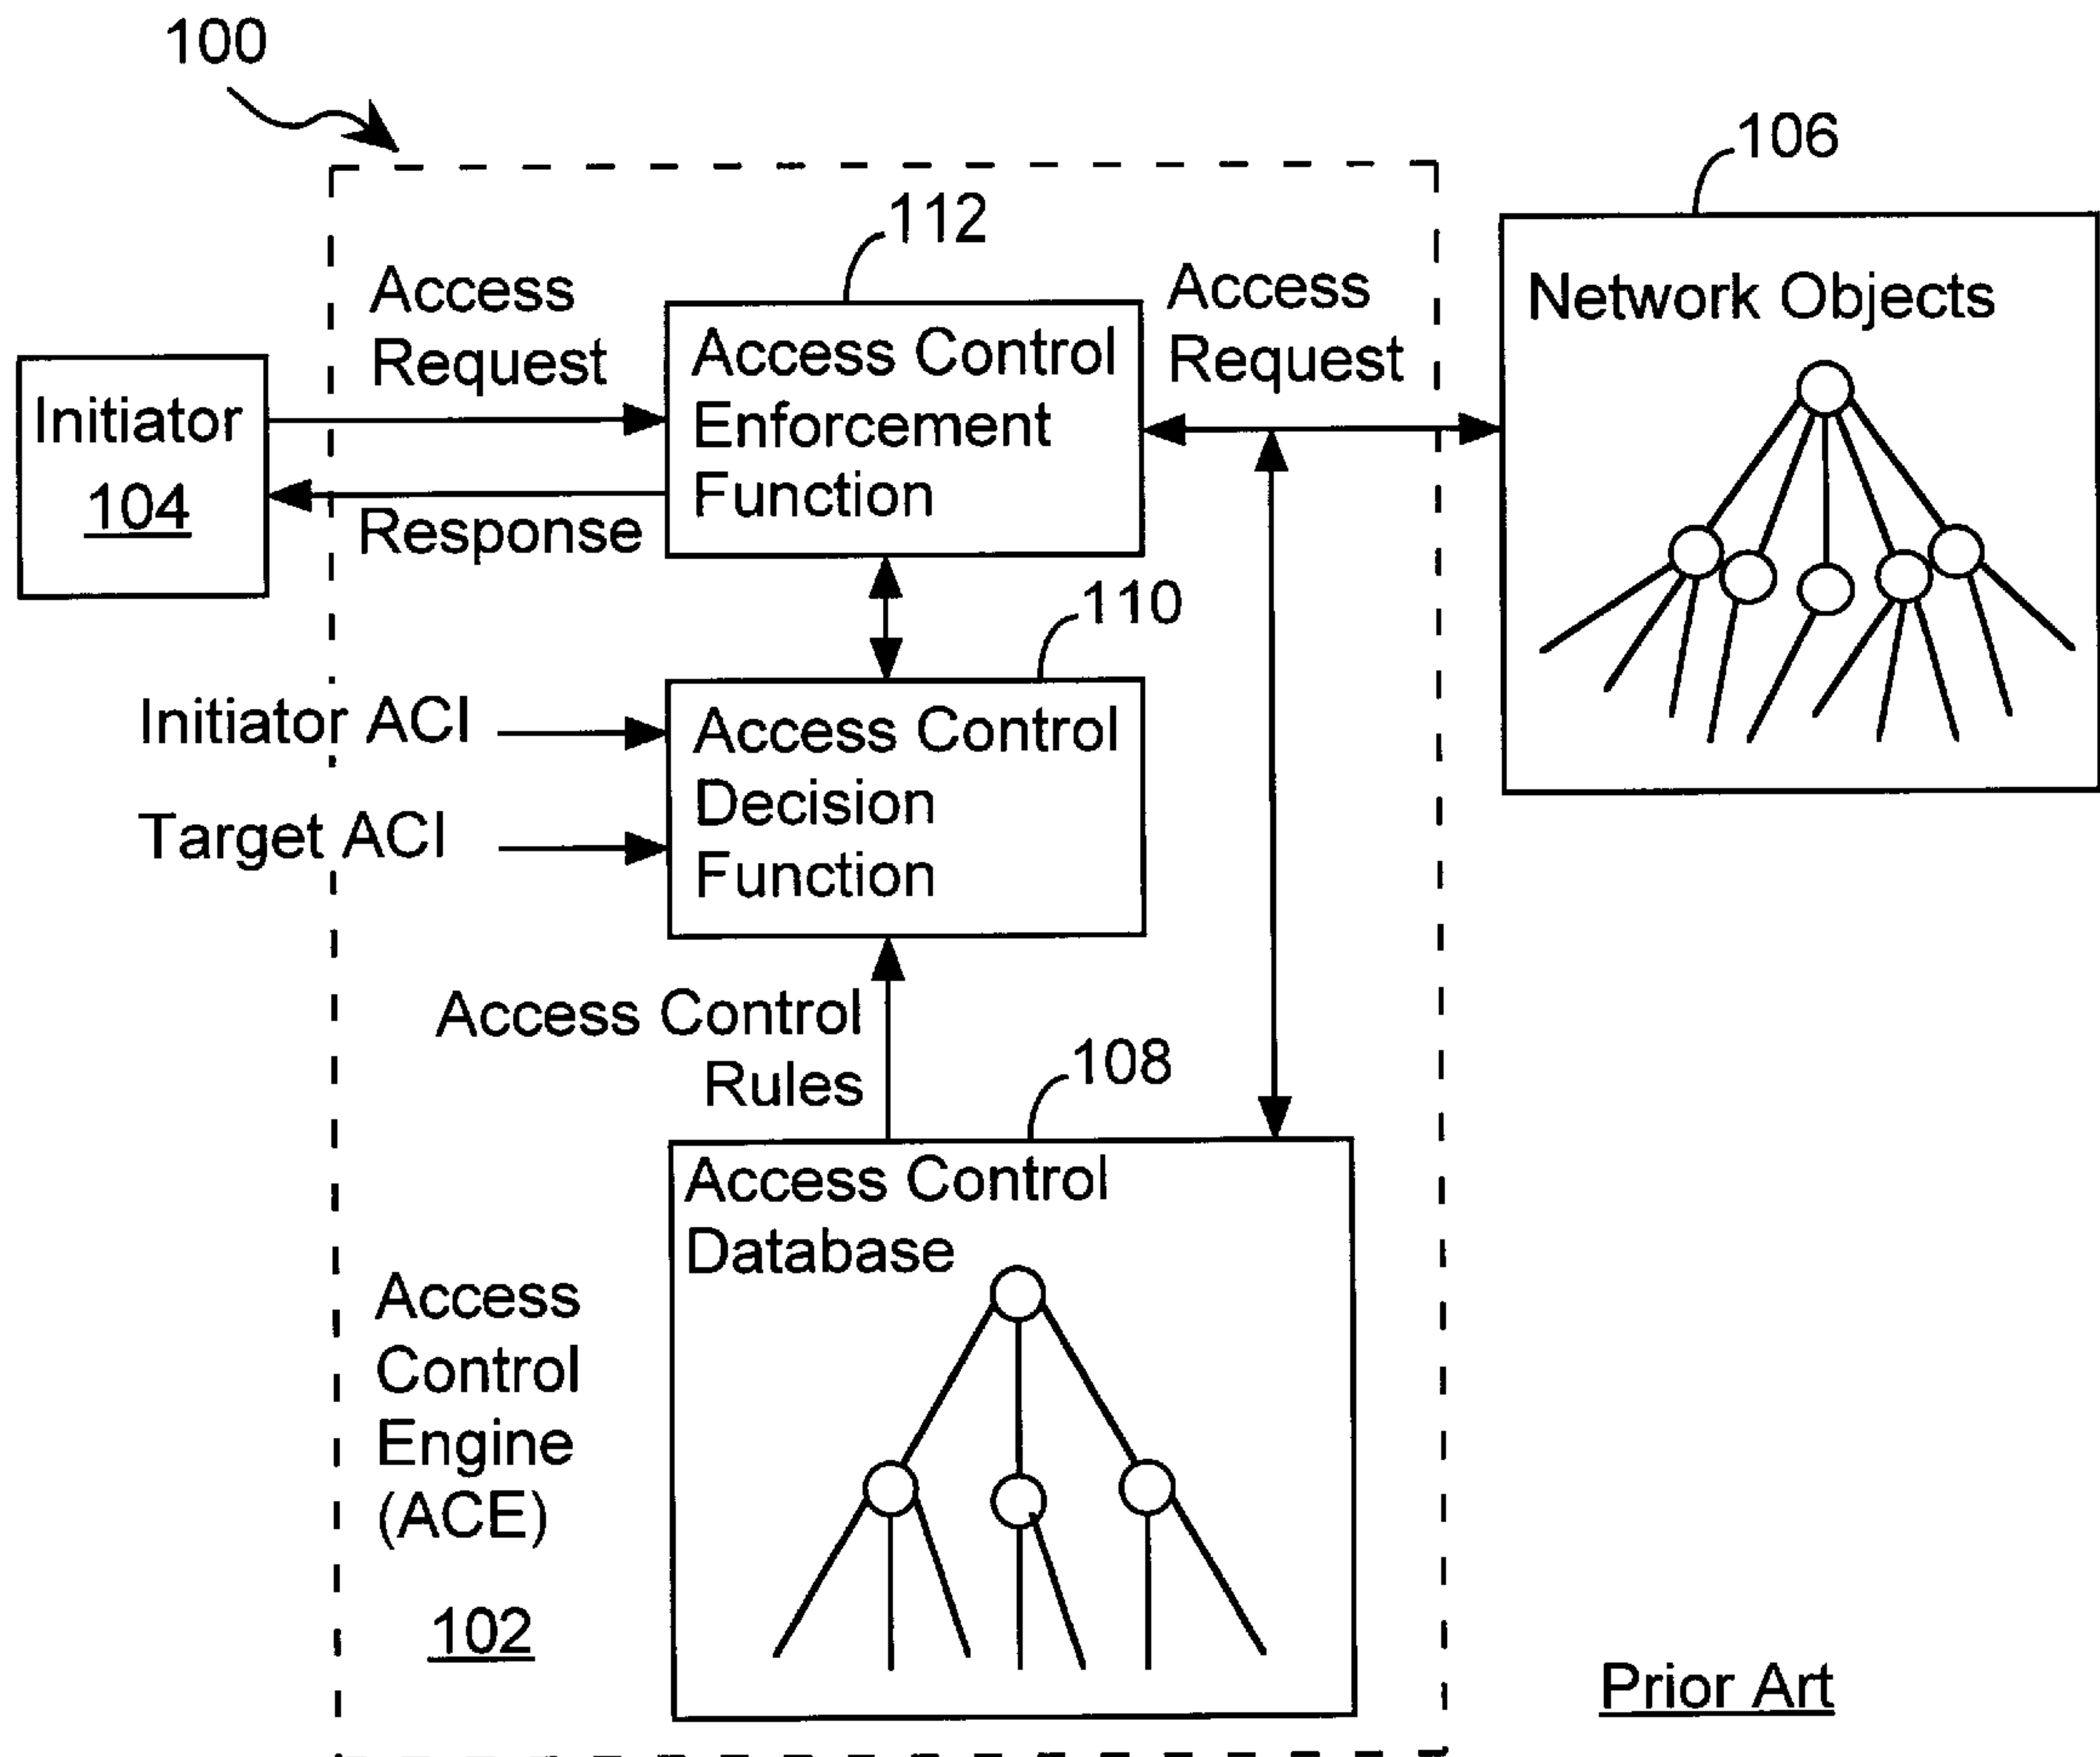 100
106
112
Access
Request
Access Control
Enforcement
Function
Access
Request
Network Objects
Initiator
104
Response
110
Initiator ACI
Target ACI
Access Control
Decision
Function
Access Control
Rules
108
Access Control
Database
Access
Control
Engine
(ACE)
102
Prior Art